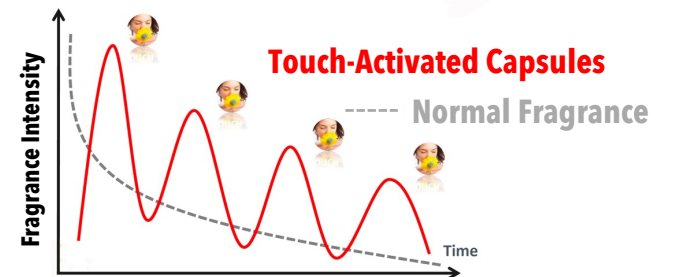 Touch-Activated Capsules
Normal Fragrance
Fragrance Intensity
Time